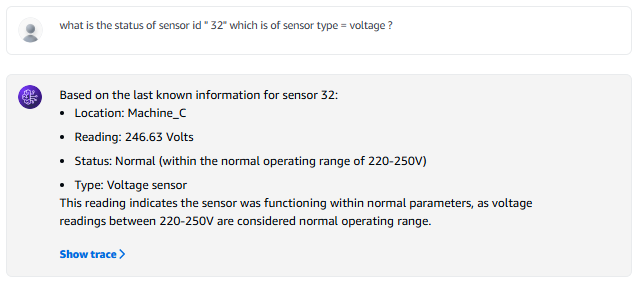 what is the status of sensor id " 32" which is of sensor type = voltage ?
Based on the last known information for sensor 32:
• Location: Machine_C
• Reading: 246.63 Volts
• Status: Normal (within the normal operating range of 220-250V)
• Type: Voltage sensor
This reading indicates the sensor was functioning within normal parameters, as voltage
readings between 220-250V are considered normal operating range.
Show trace >